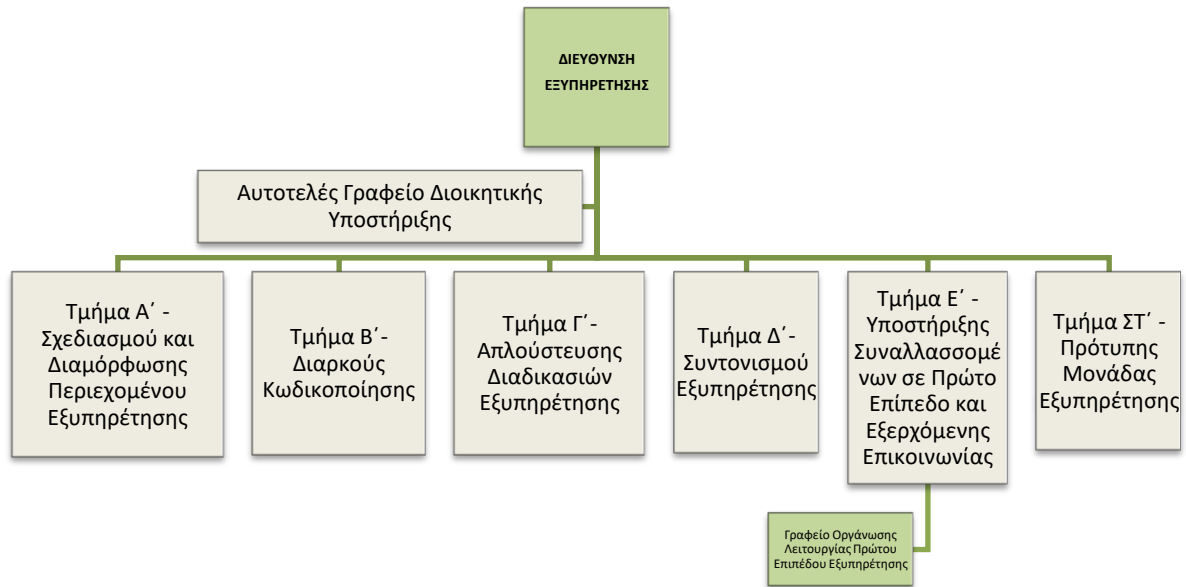 ΔΙΕΥΘΥΝΣΗ
ΕΞΥΠΗΡΕΤΗΣΗΣ
Αυτοτελές Γραφείο Διοικητικής
Υποστήριξης
Τμήμα Α΄ -
Σχεδιασμού και
Διαμόρφωσης
Περιεχομένου
Εξυπηρέτησης
Τμήμα Β΄-
Διαρκούς
Κωδικοποίησης
Τμήμα Γ΄-
Απλούστευσης
Διαδικασιών
Εξυπηρέτησης
Τμήμα Δ΄-
Συντονισμού
Εξυπηρέτησης
Τμήμα Ε΄ -
Υποστήριξης
Συναλλασσομέ
νων σε Πρώτο
Επίπεδο και
Εξερχόμενης
Επικοινωνίας
Τμήμα ΣΤ΄ -
Πρότυπης
Μονάδας
Εξυπηρέτησης
Γραφείο Οργάνωσης
Λειτουργίας Πρώτου
Επιπέδου Εξυπηρέτησης